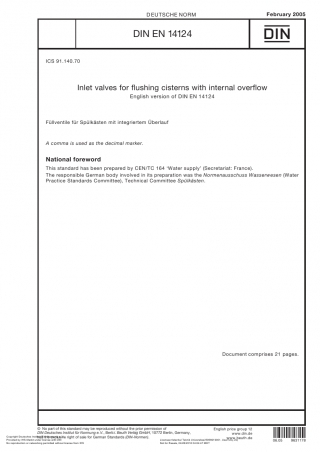 DEUTSCHE NORM
February 2005
DIN EN 14124
DIN
ICS 91.140.70
Inlet valves for flushing cisterns with internal overflow
English version of DIN EN 14124
Füllventile für Spülkästen mit integriertem Überlauf
A comma is used as the decimal marker.
National foreword
This standard has been prepared by CEN/TC 164 'Water supply' (Secretariat: France).
The responsible German body involved in its preparation was the Normenausschuss Wasserwesen (Water
Practice Standards Committee), Technical Committee Spülkästen.
Document comprises 21 pages.
© No part of this standard may be reproduced without the prior permission of
DIN Deutsches Institut für Normung e. V., Berlin. Beuth Verlag GmbH, 10772 Berlin, Germany,
has the exclusive right of sale for German Standards (DIN-Normen).
English price group 12
www.din.de
www.beuth.de